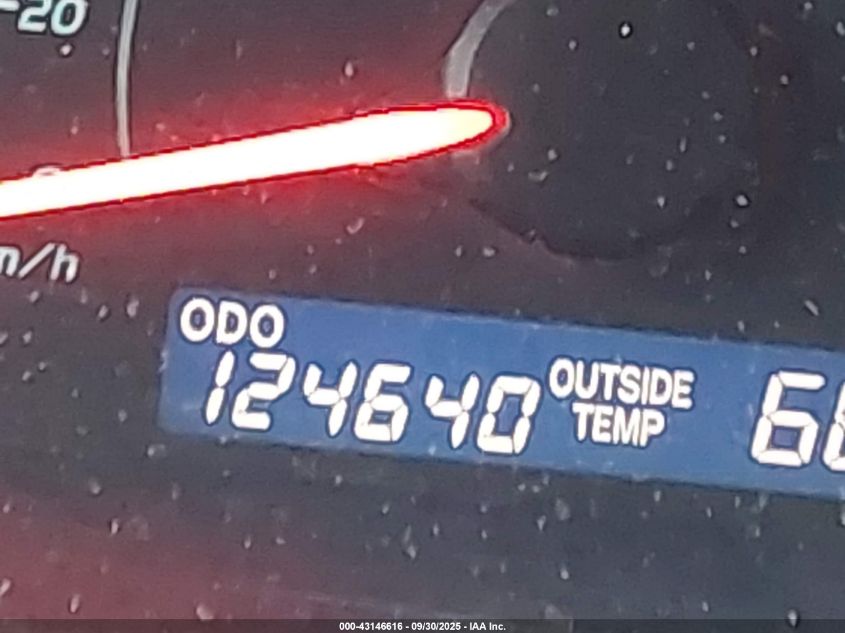 -20
m/h
ODO
124640
OUTSIDE
TEMP
000-43146616 - 09/30/2025 - IAA Inc.